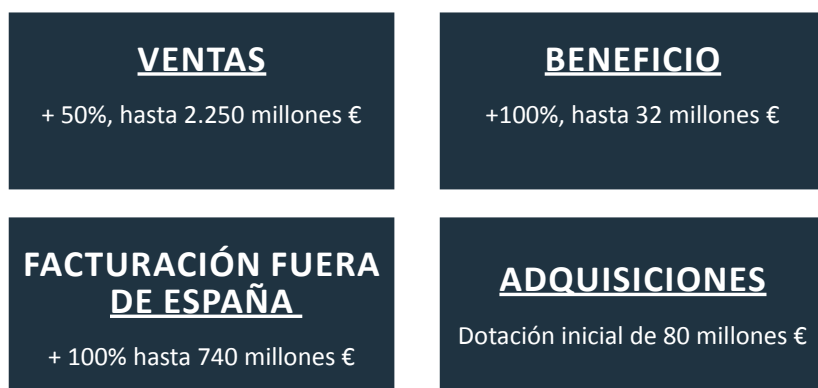 VENTAS
+ 50%, hasta 2.250 millones €
BENEFICIO
+100%, hasta 32 millones €
FACTURACIÓN FUERA
DE ESPAÑA
+ 100% hasta 740 millones €
ADQUISICIONES
Dotación inicial de 80 millones €